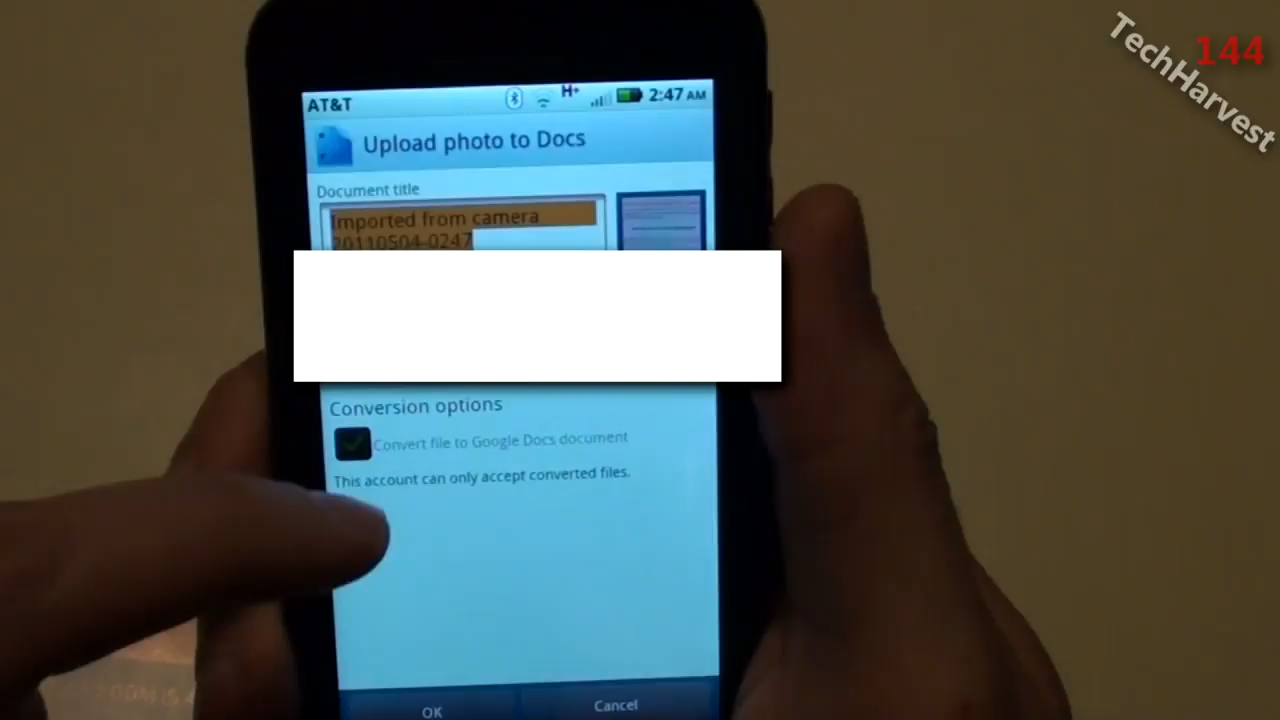 TechHarvest
144
AT&T
H+
2:47 AM
Upload photo to Docs
Document title
Imported from camera
20110504-0247
Conversion options
Convert file to Google Docs document
This account can only accept converted files.
OK
Cancel